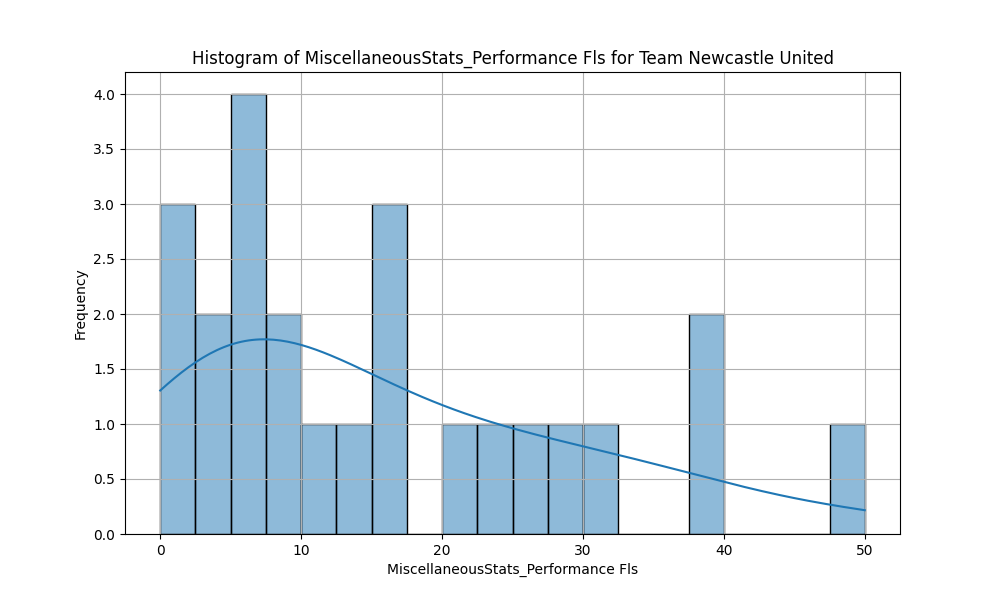 Histogram of MiscellaneousStats_Performance Fls for Team Newcastle United
4.0
3.5
3.0
2.5
2.0
1.5
1.0
0.5
0.0
Frequency
0 10 20 30 40 50
MiscellaneousStats_Performance Fls